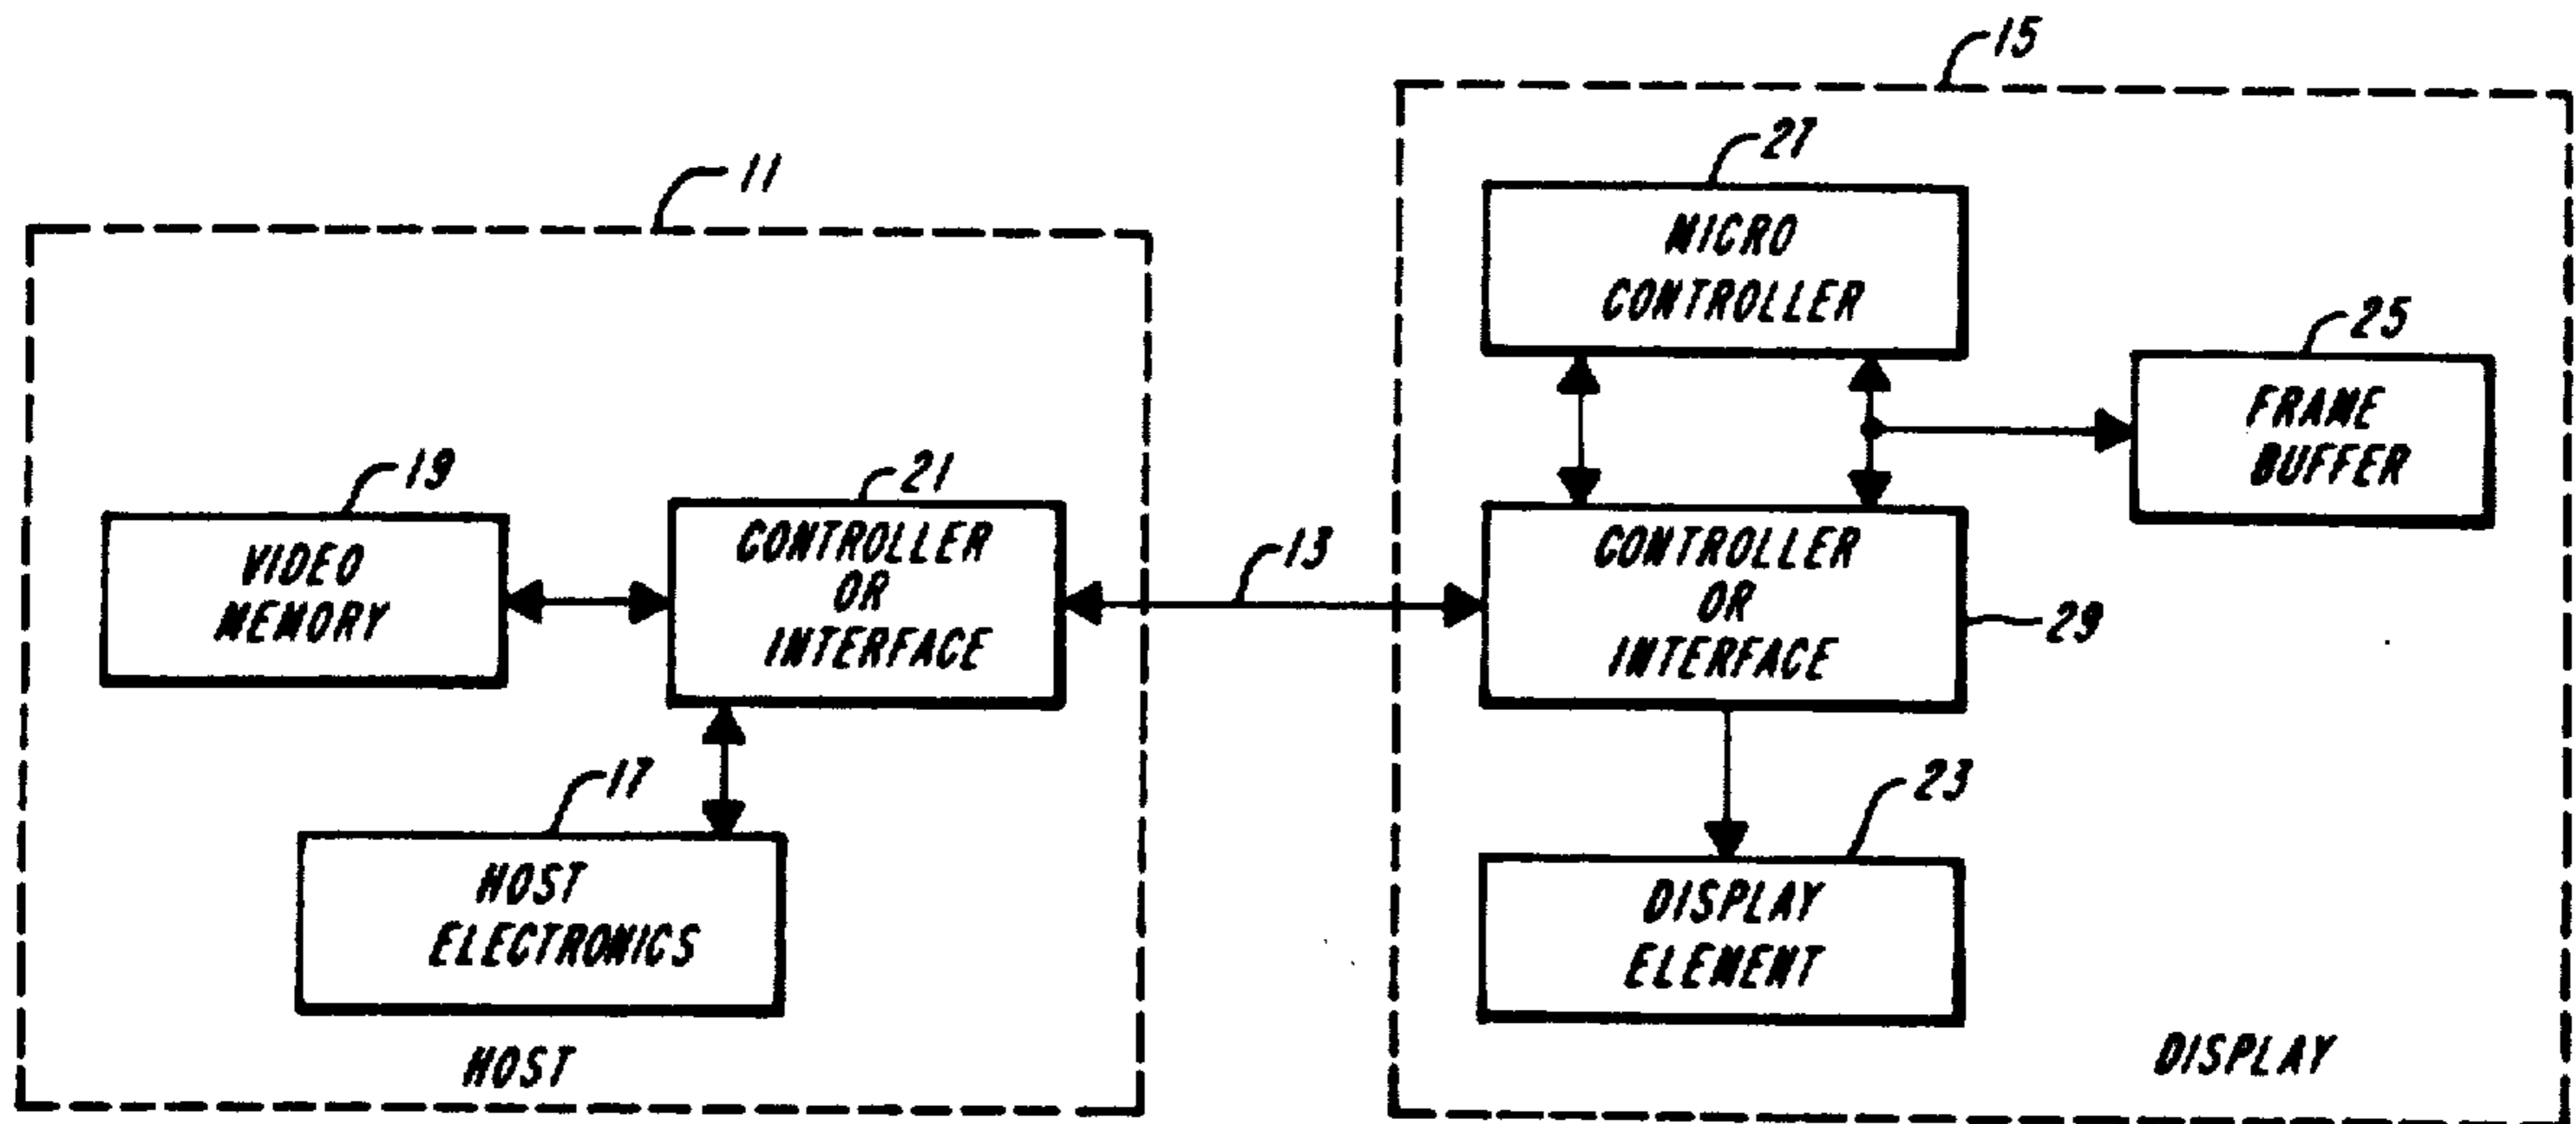 15
27
11
MICRO
CONTROLLER
25
FRAME
BUFFER
19
21
VIDEO
MEMORY
CONTROLLER
OR
INTERFACE
13
CONTROLLER
OR
INTERFACE
29
17
23
HOST
ELECTRONICS
DISPLAY
ELEMENT
HOST
DISPLAY